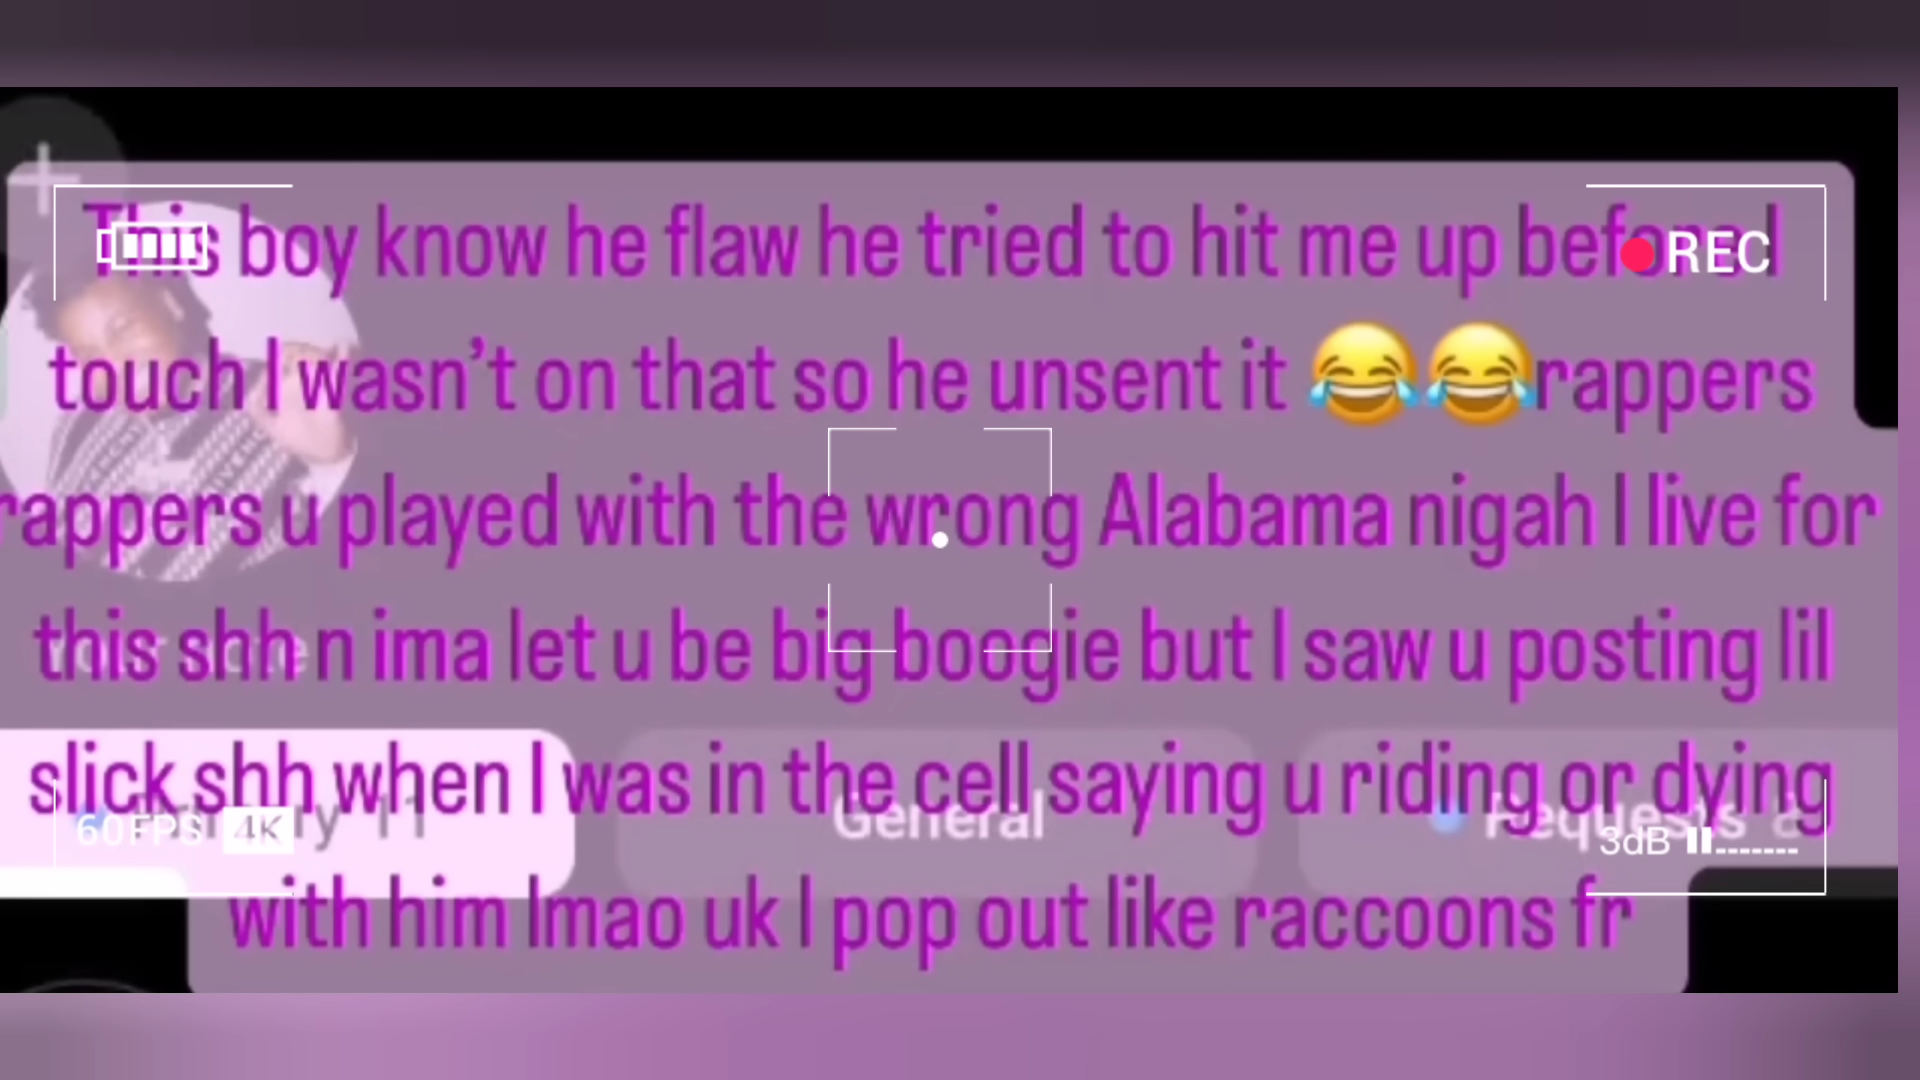 This boy know he flaw he tried to hit me up before I
touch I wasn't on that so he unsent it 😂😂rappers
rappers u played with the wrong Alabama nigah I live for
this shh n ima let u be big boogie but I saw u posting lil
slick shh when I was in the cell saying u riding or dying
with him lmao uk I pop out like raccoons fr
REC
General
Requests
60FPS 4K
3dB